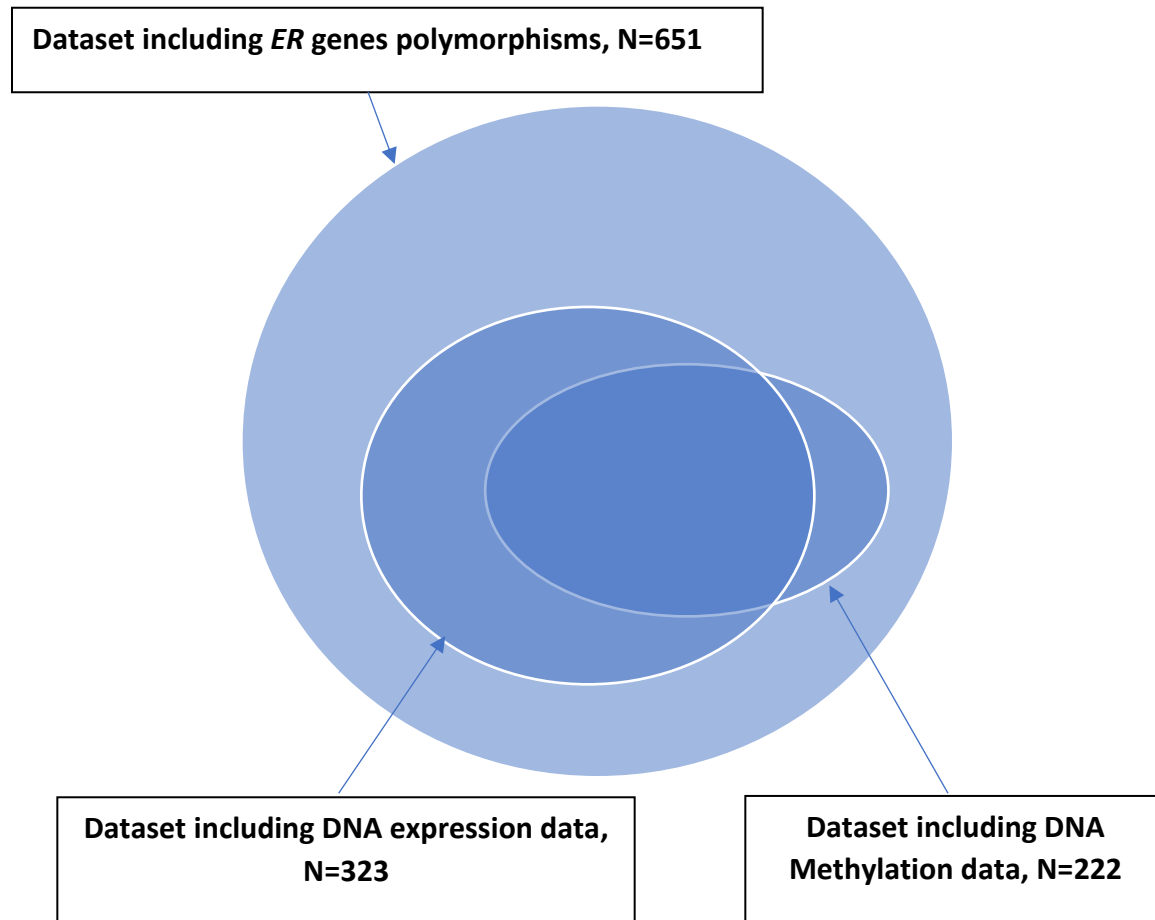 Dataset including ER genes polymorphisms, N=651
Dataset including DNA expression data,
N=323
Dataset including DNA
Methylation data, N=222